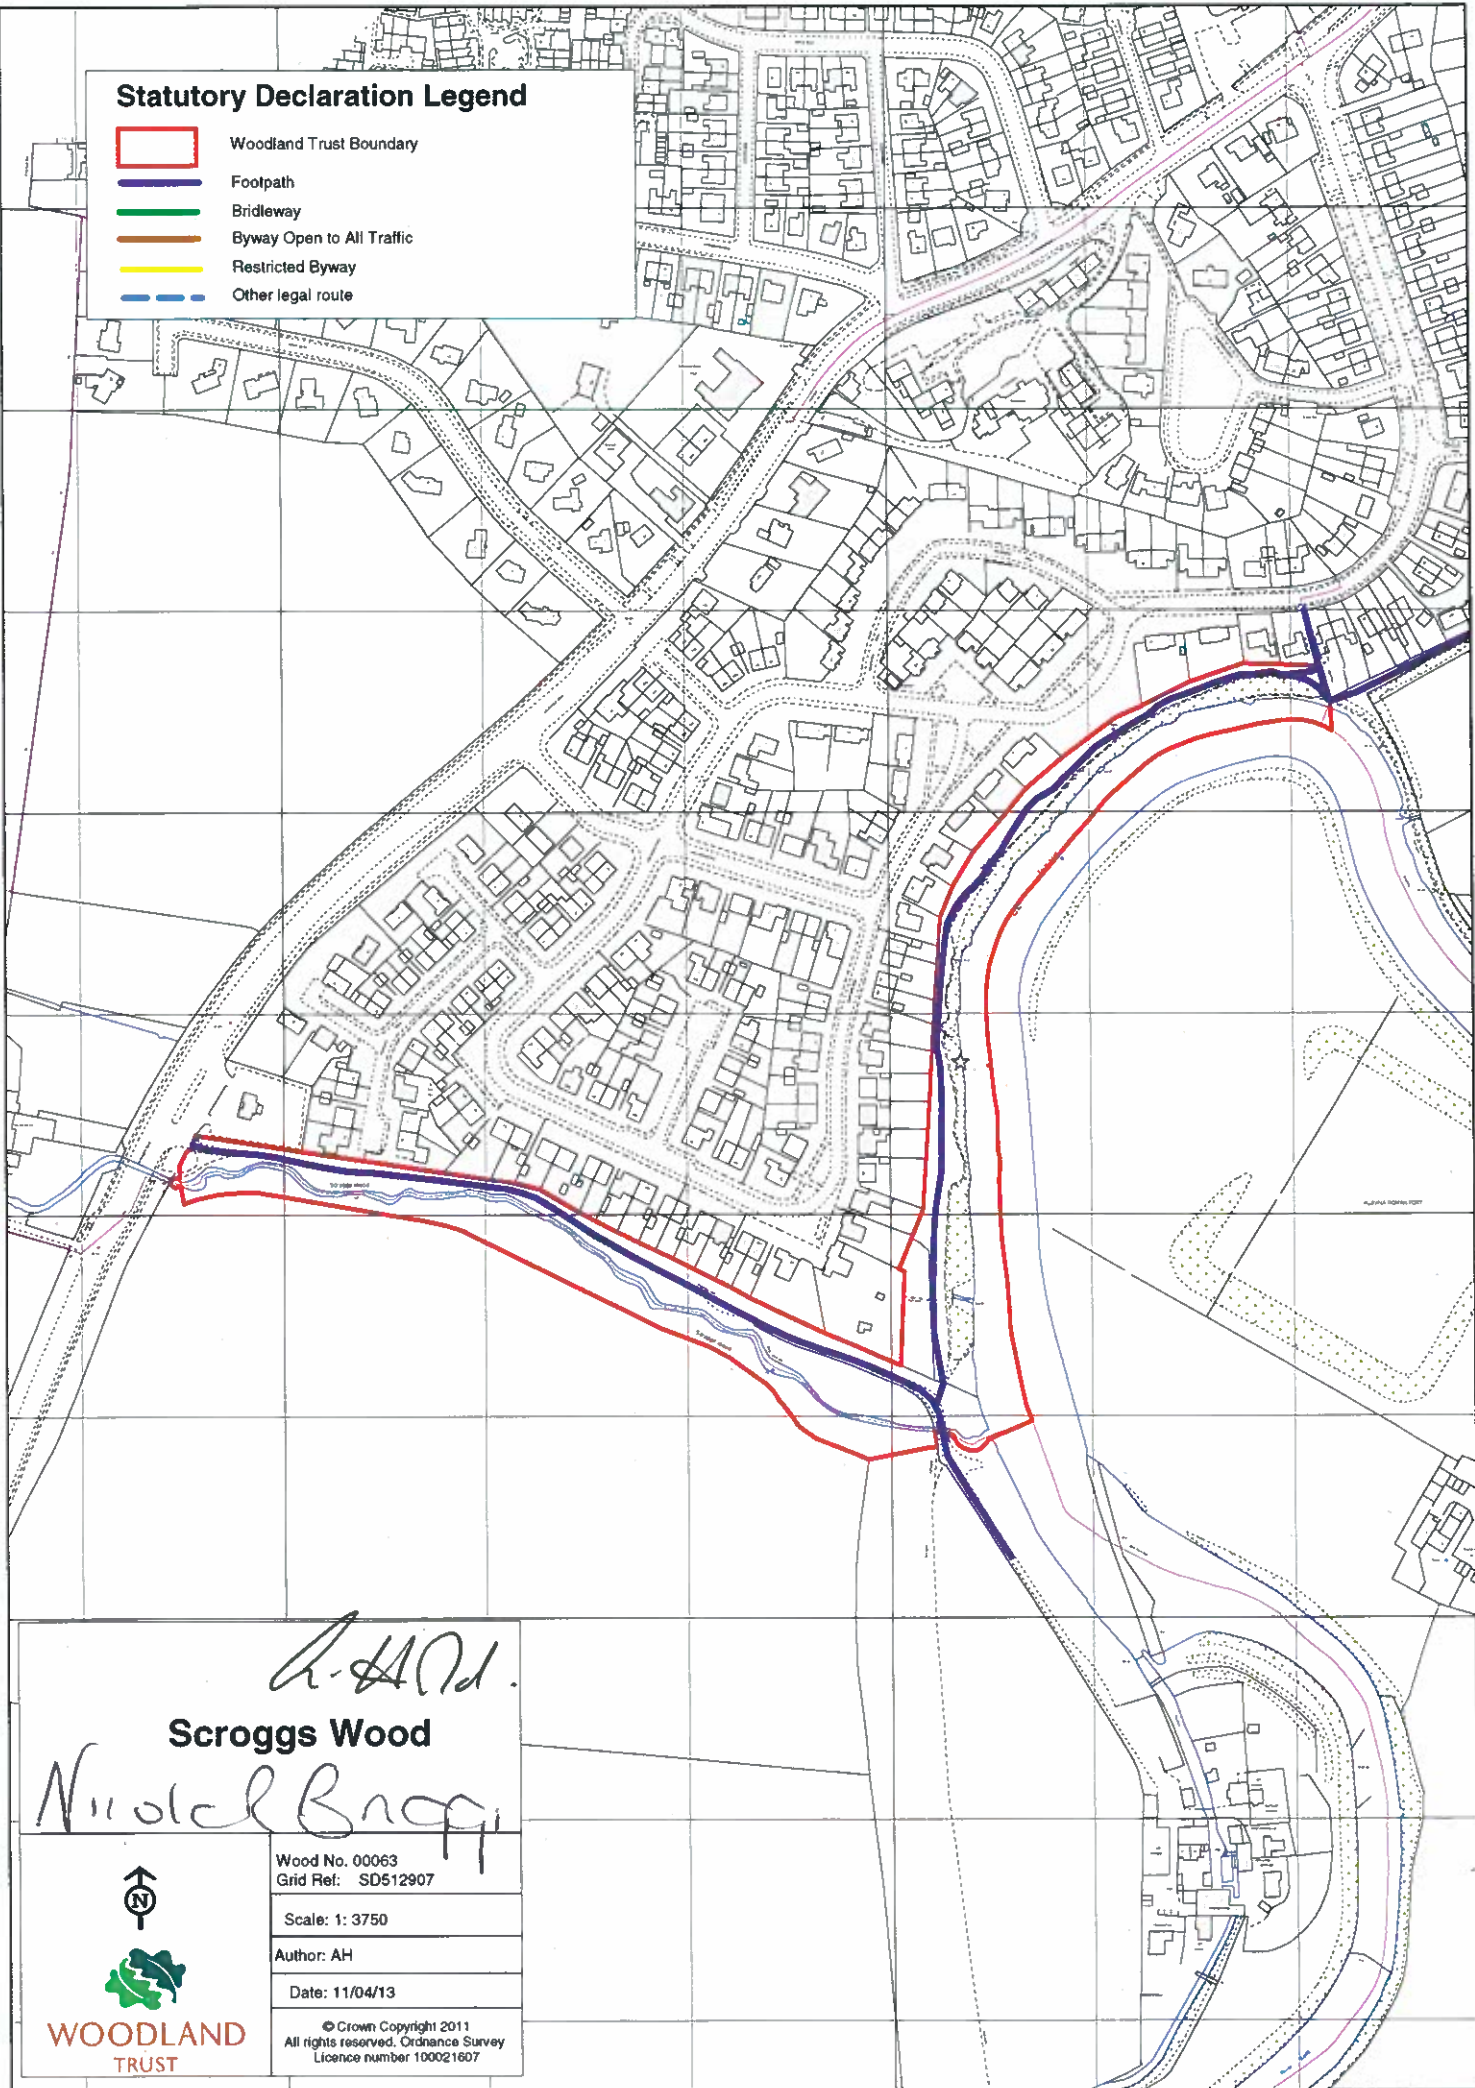 Statutory Declaration Legend
Woodland Trust Boundary
Footpath
Bridleway
Byway Open to All Traffic
Restricted Byway
Other legal route
Scroggs Wood
N
WOODLAND
TRUST
Wood No. 00063
Grid Ref: SD512907
Scale: 1: 3750
Author: AH
Date: 11/04/13
© Crown Copyright 2011
All rights reserved. Ordnance Survey
Licence number 100021607